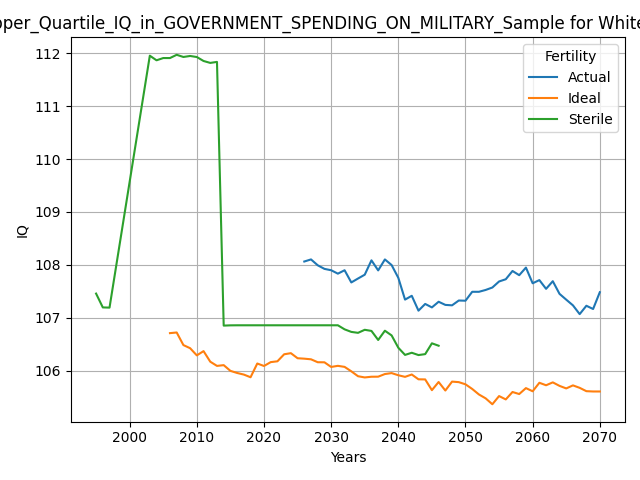 pper_Quartile_IQ_in_GOVERNMENT_SPENDING_ON_MILITARY_Sample for White
112
111
110
109
108
107
106
IQ
Fertility
Actual
Ideal
Sterile
2000 2010 2020 2030 2040 2050 2060 2070
Years